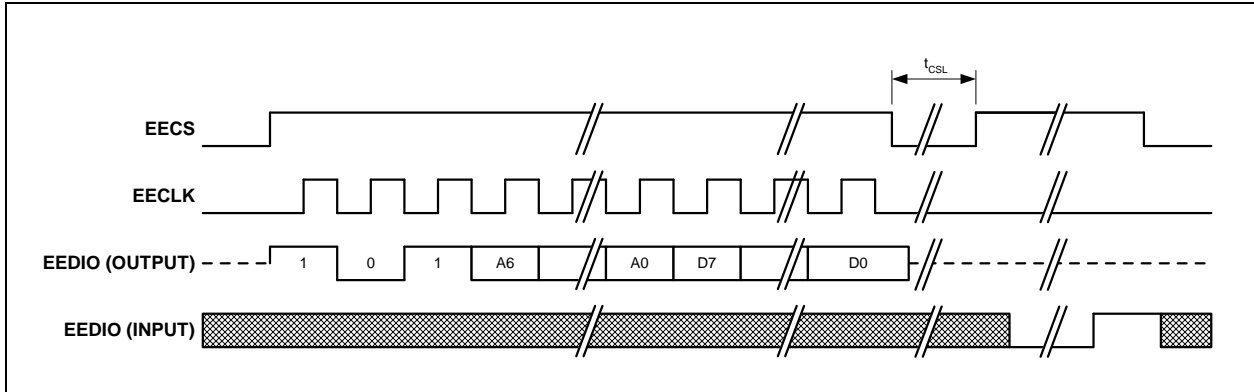 tCSL
EECS
EECLK
EEDIO (OUTPUT)
1 0 1 A6 A0 D7 D0
EEDIO (INPUT)